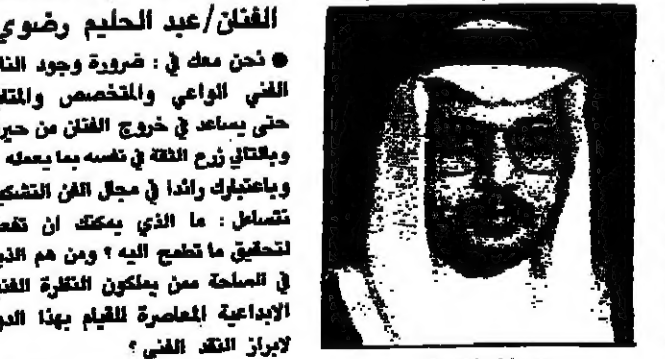 الفنان/عبد الحليم رضوي
● نحن معك في : ضرورة وجود النا
الفني الواعي والمتخصص والمتا
حتى يساعد في خروج الفنان من حير
وبالتالي زرع الثقة في نفسه بما يعمله
وباعتبارك رائدا في مجال الفن التشكي
نتساءل : ما الذي يمكنك ان تفع
لتحقيق ما تطمح اليه ؟ ومن هم الذي
في الساحة ممن يملكون النظرة الفن
الابداعية المعاصرة للقيام بهذا الدو
لابراز النقد الفني ؟